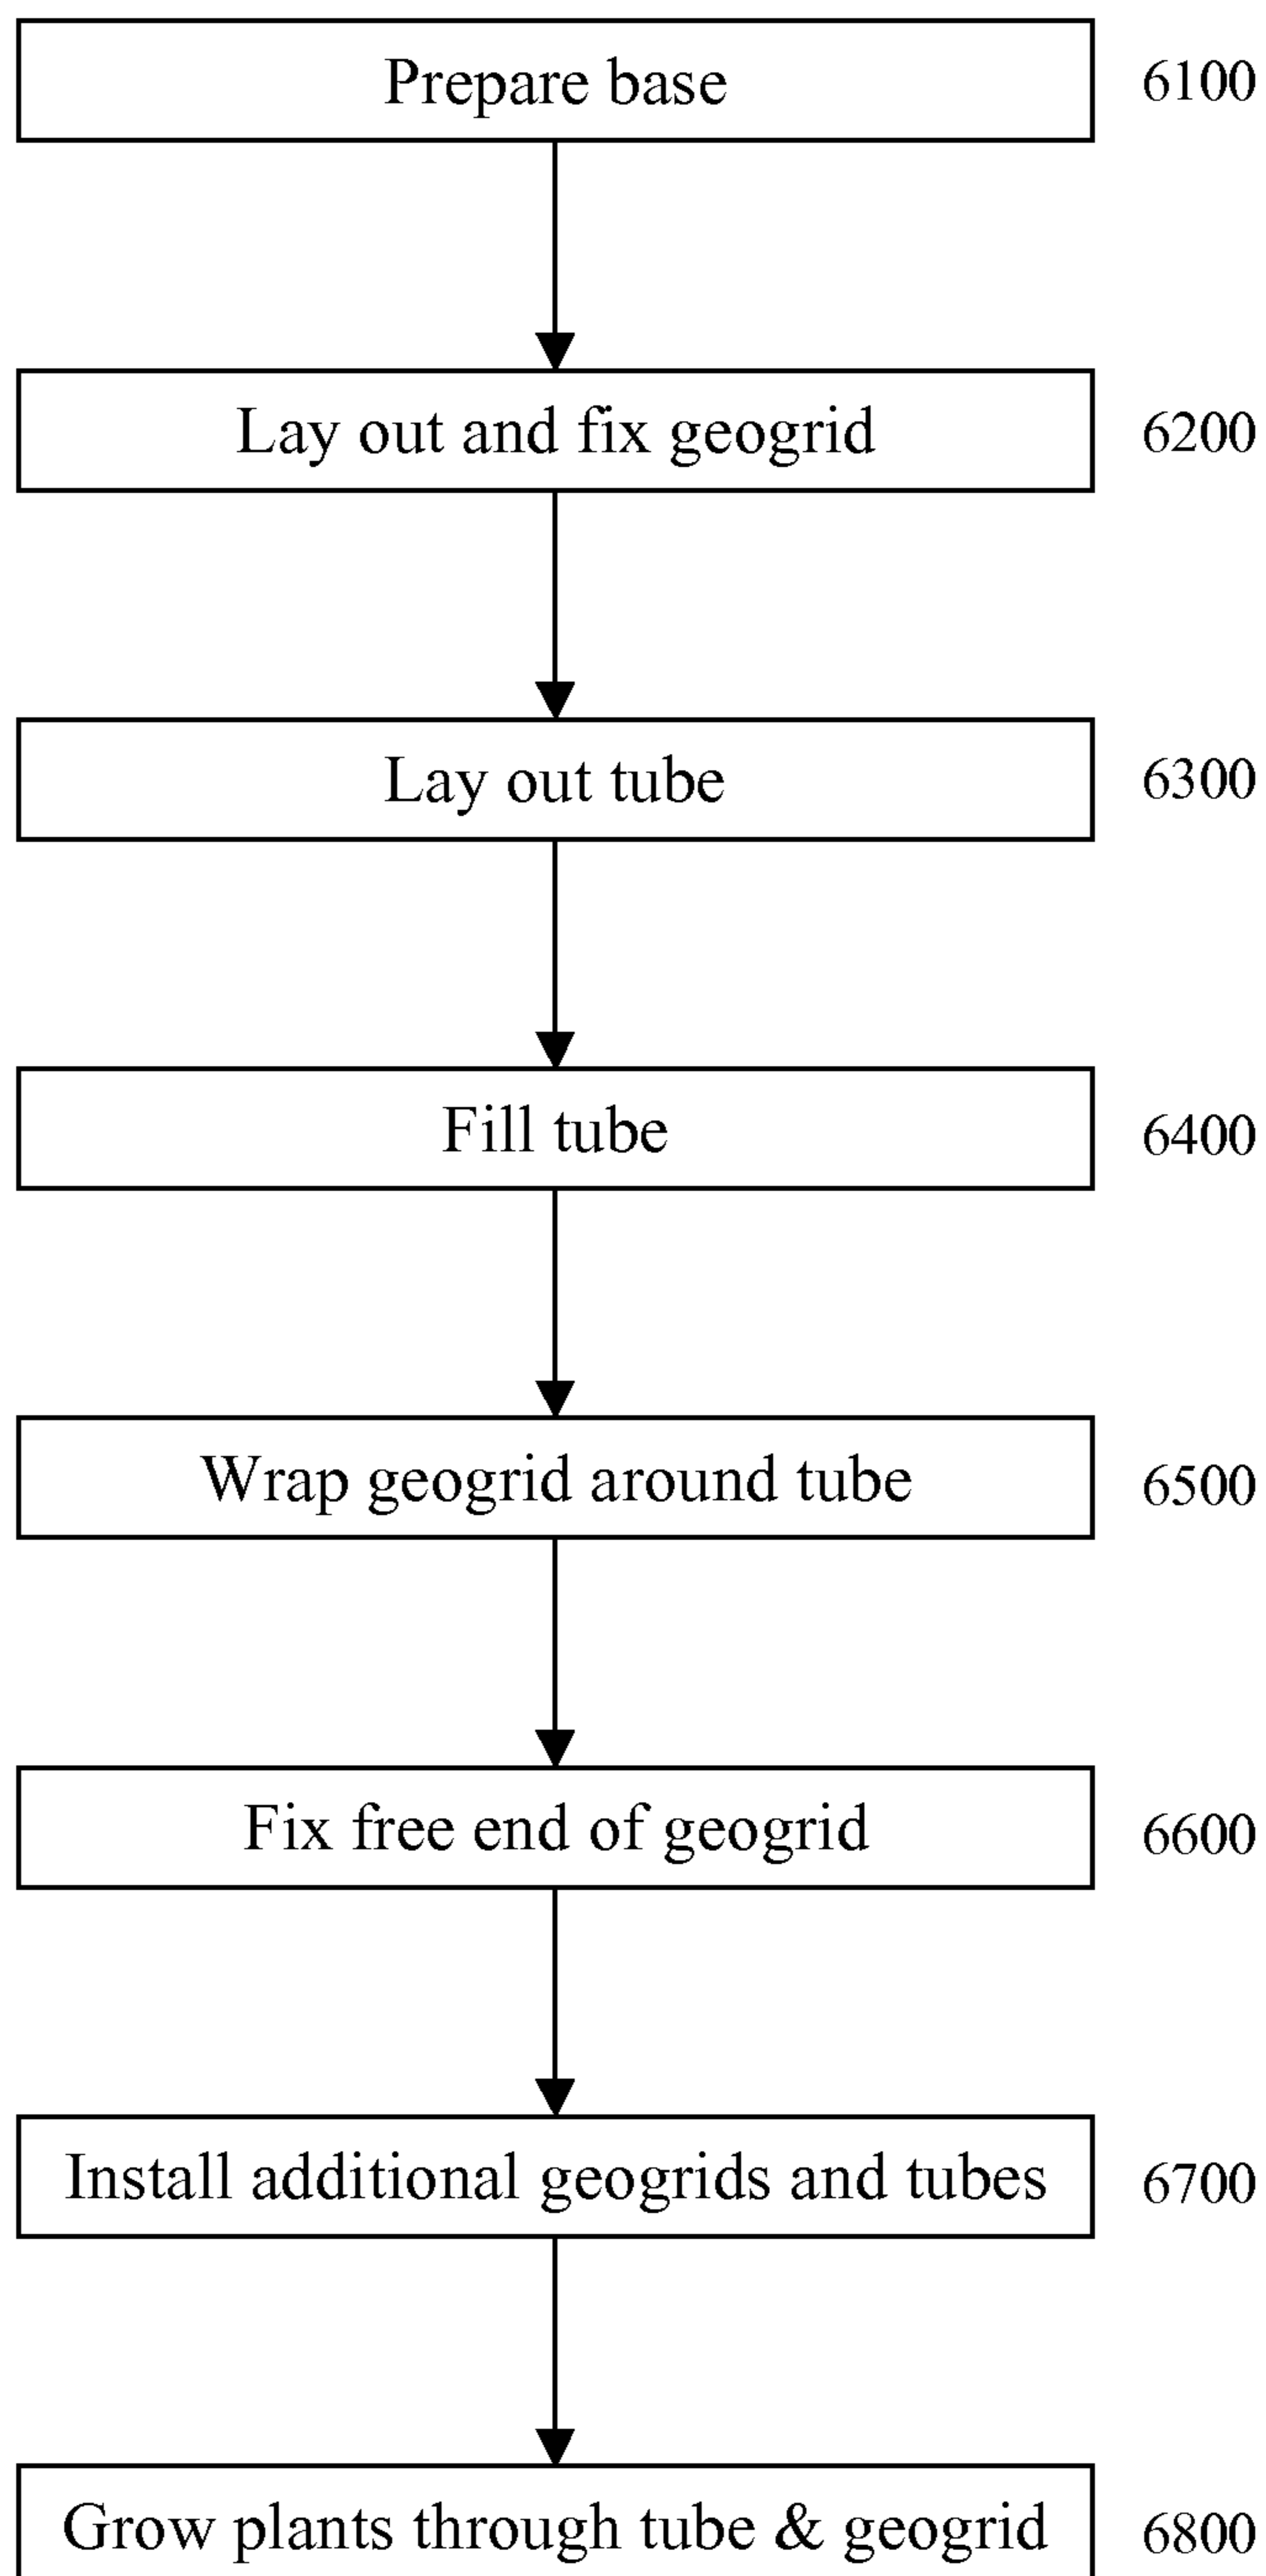 Prepare base 6100
Lay out and fix geogrid 6200
Lay out tube 6300
Fill tube 6400
Wrap geogrid around tube 6500
Fix free end of geogrid 6600
Install additional geogrids and tubes 6700
Grow plants through tube & geogrid 6800